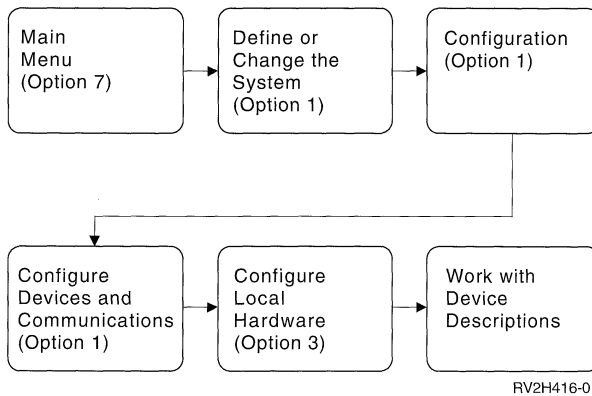 Main
Menu
(Option 7)
Define or
Change the
System
(Option 1)
Configuration
(Option 1)
Configure
Devices and
Communications
(Option 1)
Configure
Local
Hardware
(Option 3)
Work with
Device
Descriptions
RV2H416-0